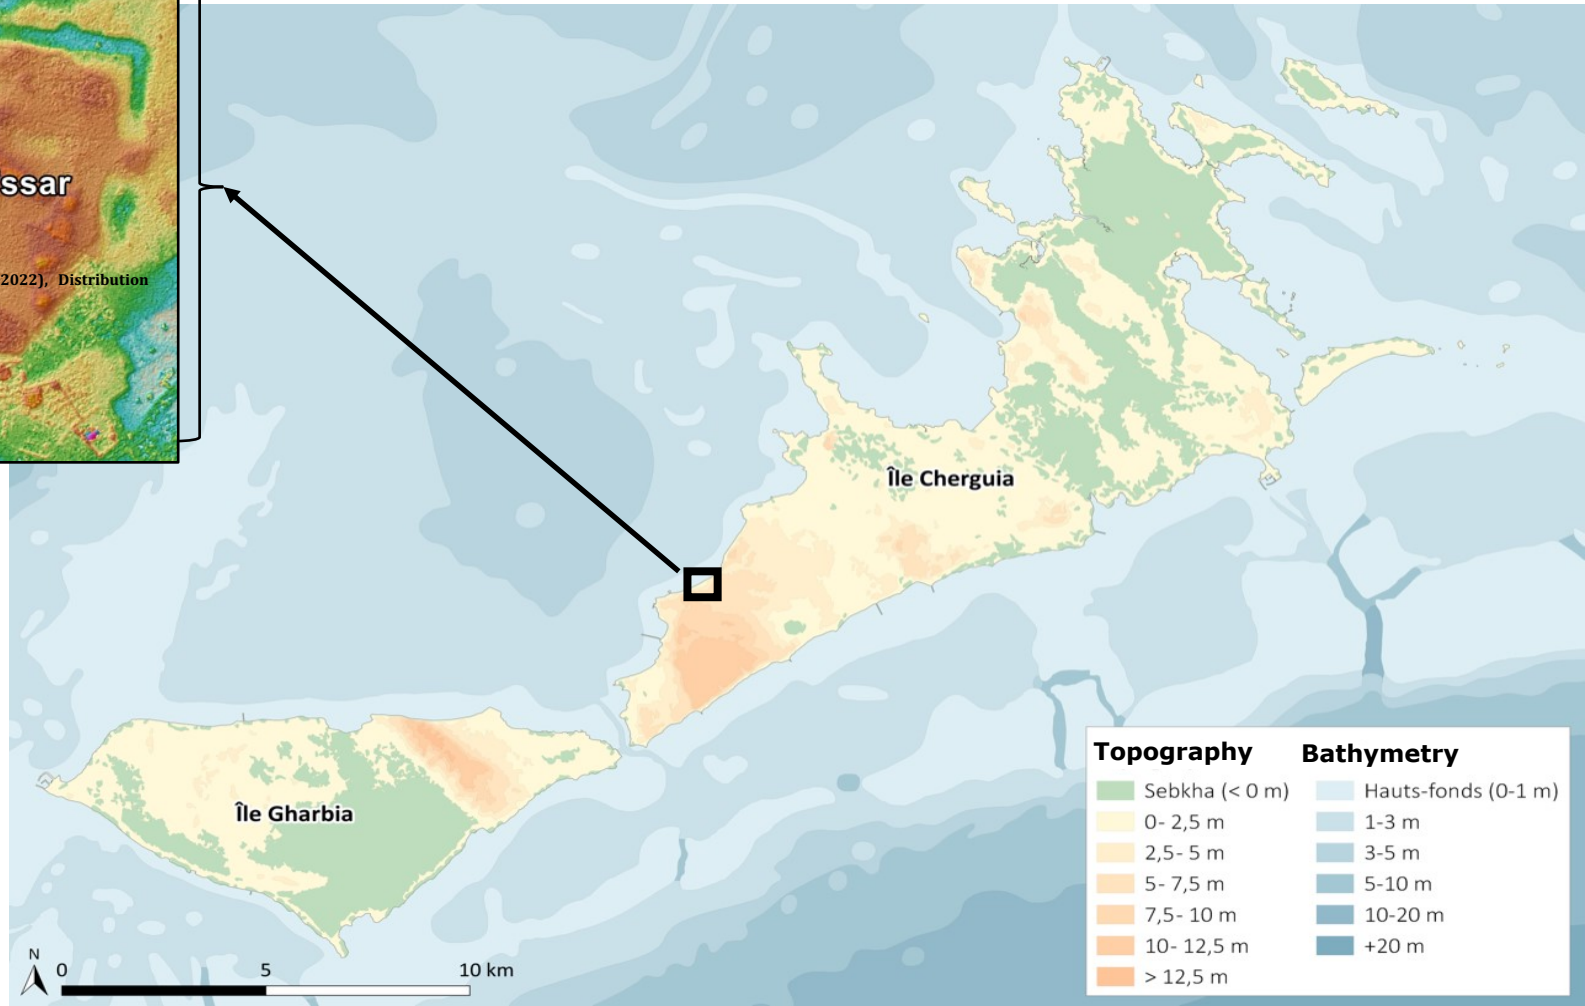 ssar
2022), Distribution
Île Cherguia
Île Gharbia
Topography
Sebkha (< 0 m)
0- 2,5 m
2,5- 5 m
5- 7,5 m
7,5- 10 m
10- 12,5 m
> 12,5 m
Bathymetry
Hauts-fonds (0-1 m)
1-3 m
3-5 m
5-10 m
10-20 m
+20 m
N
0 5 10 km